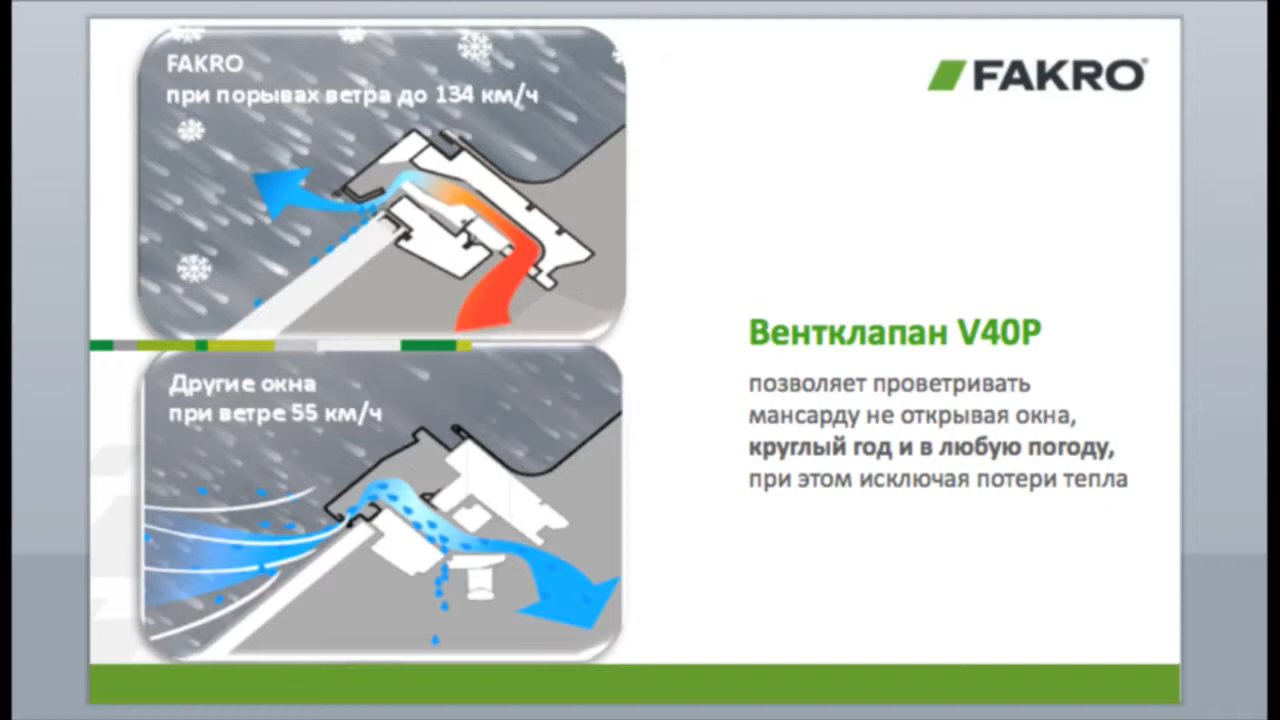 FAKRO
при порывах ветра до 134 км/ч
FAKRO®
Другие окна
при ветре 55 км/ч
Вентклапан V40P
позволяет проветривать
мансарду не открывая окна,
круглый год и в любую погоду,
при этом исключая потери тепла